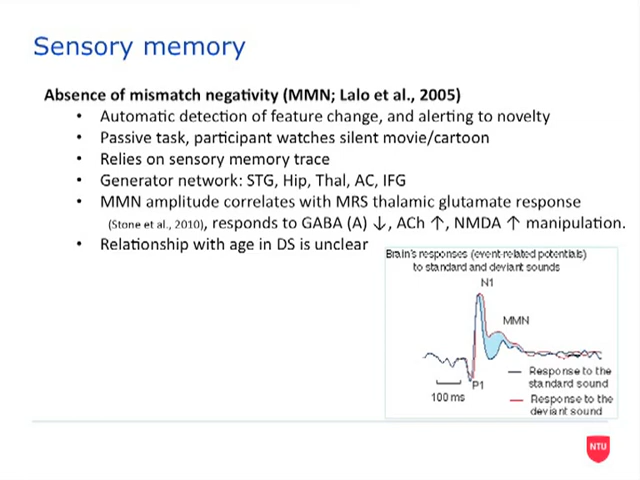 Sensory memory
Absence of mismatch negativity (MMN; Lalo et al., 2005)
• Automatic detection of feature change, and alerting to novelty
• Passive task, participant watches silent movie/cartoon
• Relies on sensory memory trace
• Generator network: STG, Hip, Thal, AC, IFG
• MMN amplitude correlates with MRS thalamic glutamate response
(Stone et al., 2010), responds to GABA (A) ↓, ACh ↑, NMDA ↑ manipulation.
• Relationship with age in DS is unclear
Brain's responses (event-related potentials)
to standard and deviant sounds
N1
MMN
P1
100 ms
Response to the
standard sound
Response to the
deviant sound
NTU